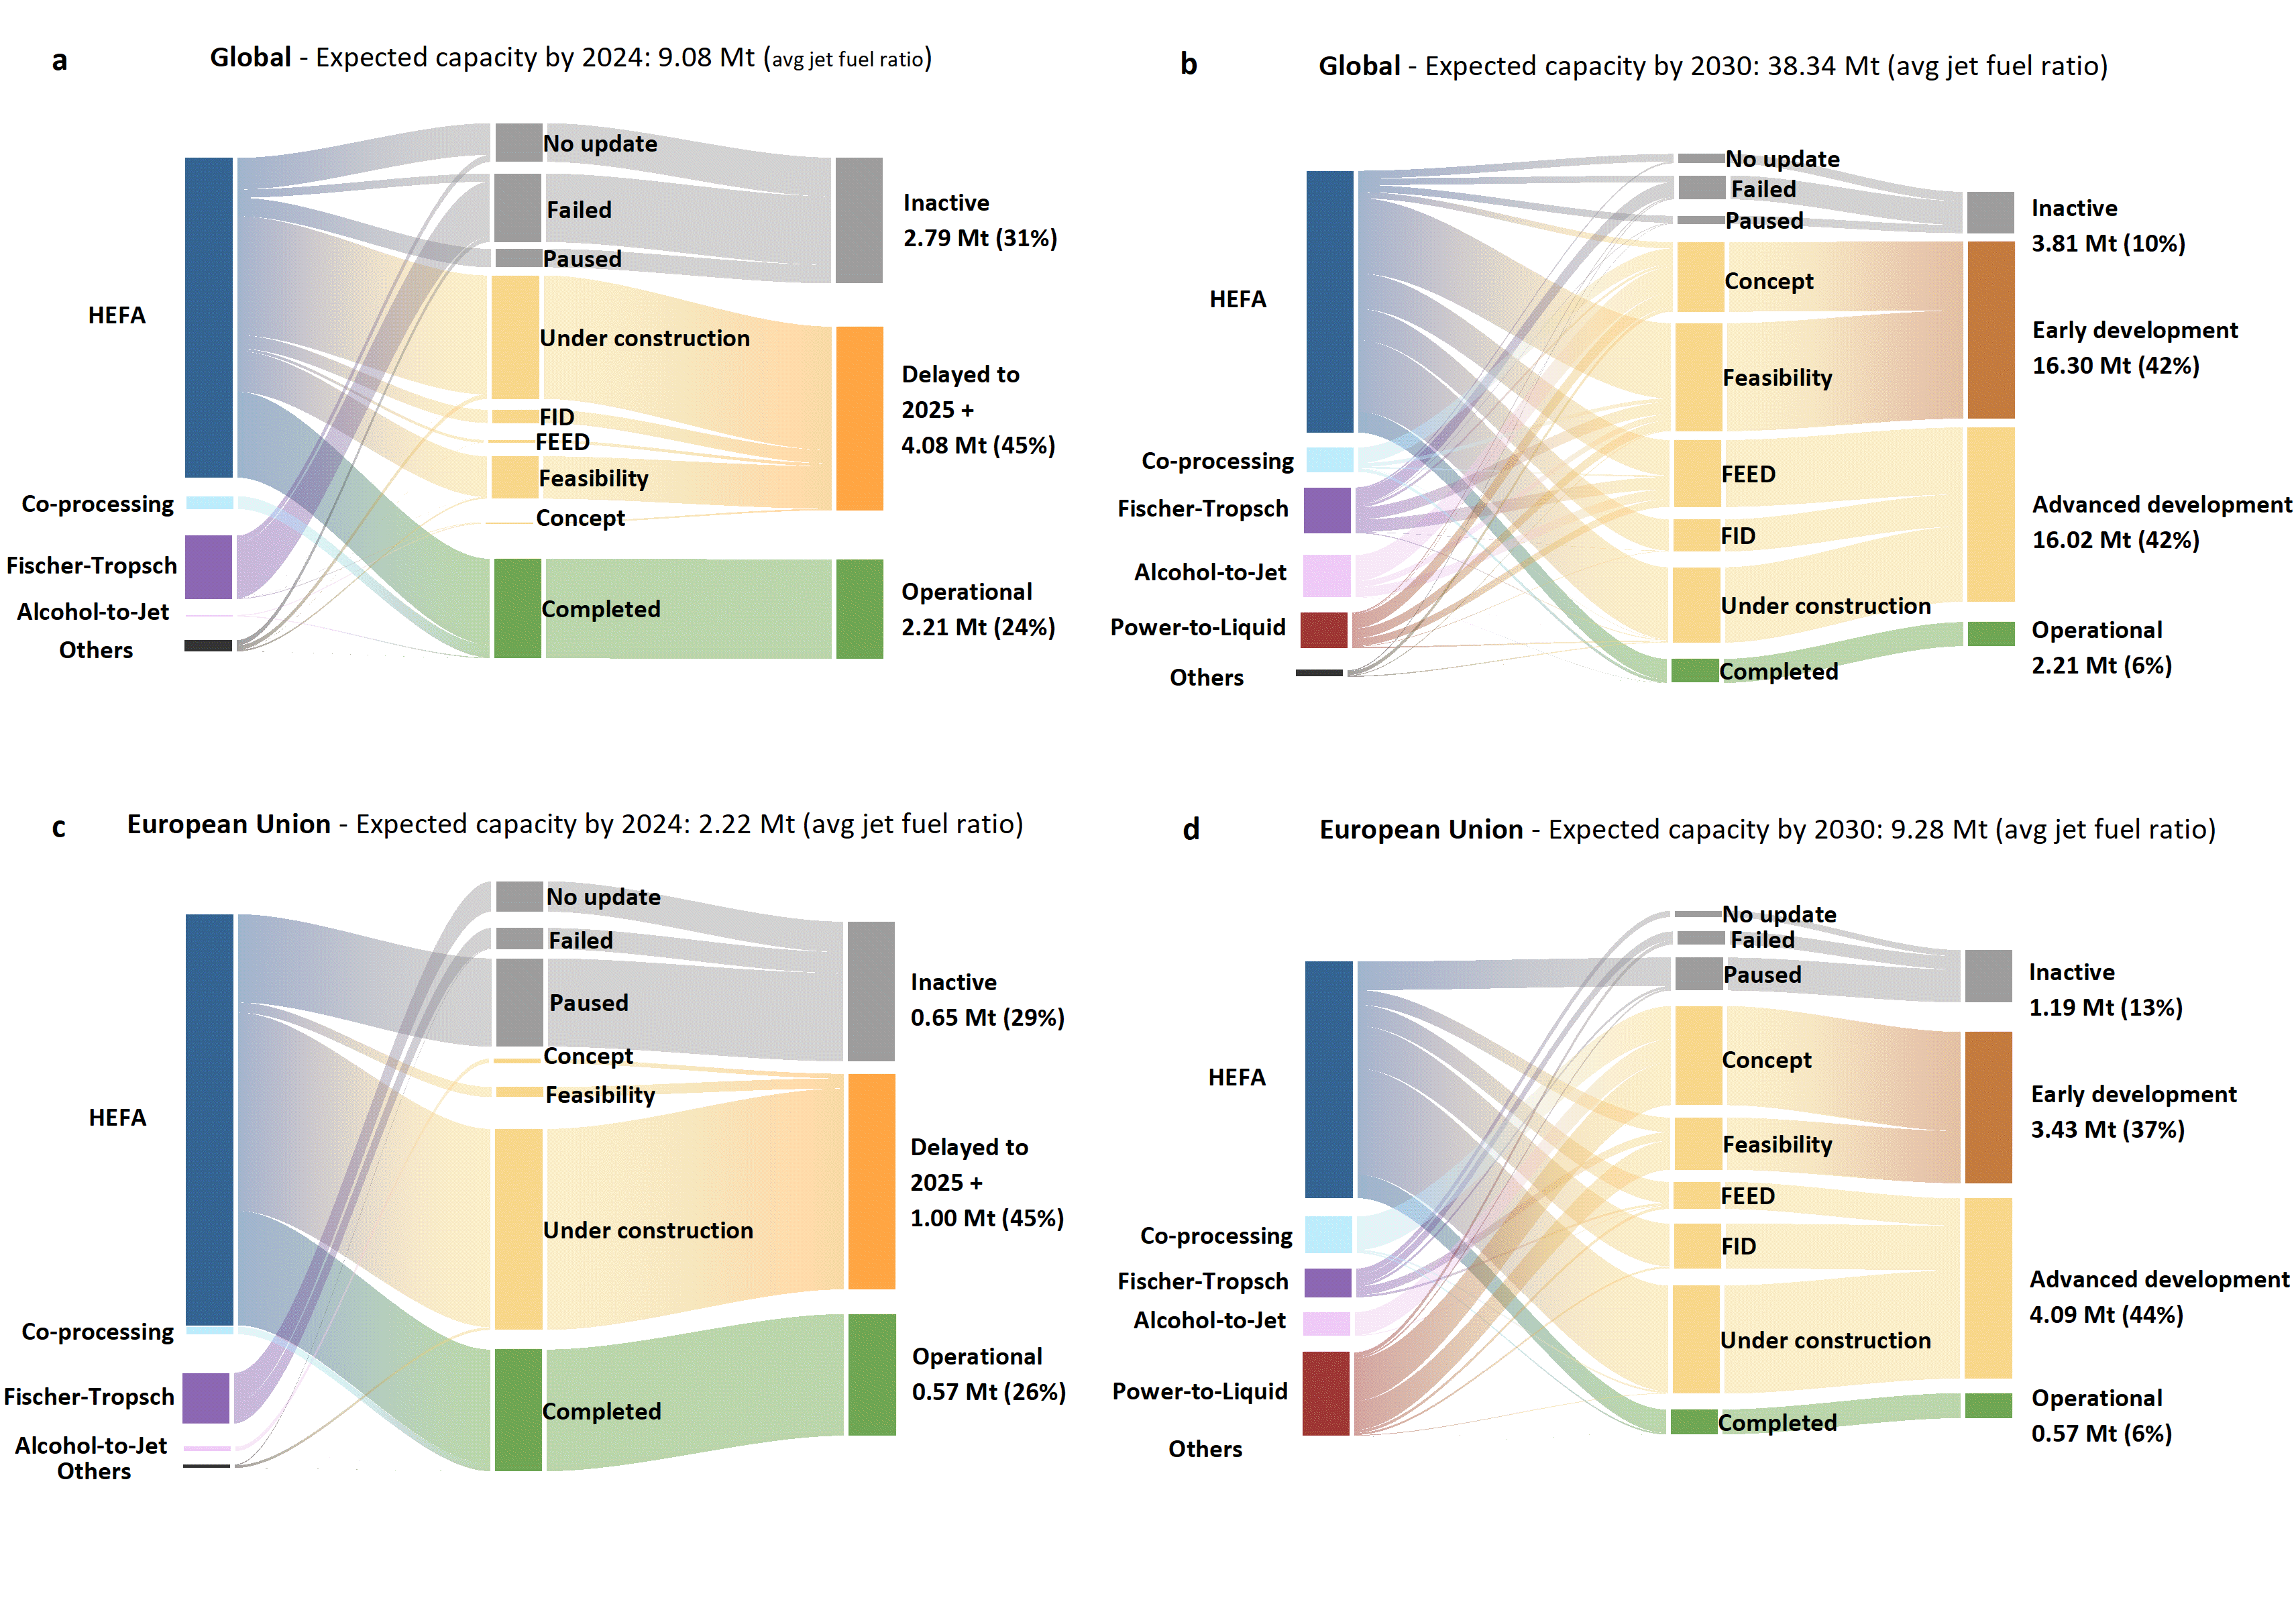 a
Global - Expected capacity by 2024: 9.08 Mt (avg jet fuel ratio)
HEFA
Co-processing
Fischer-Tropsch
Alcohol-to-Jet
Others
No update
Failed
Paused
Under construction
FID
FEED
Feasibility
Concept
Completed
Inactive
2.79 Mt (31%)
Delayed to
2025 +
4.08 Mt (45%)
Operational
2.21 Mt (24%)
b
Global - Expected capacity by 2030: 38.34 Mt (avg jet fuel ratio)
HEFA
Co-processing
Fischer-Tropsch
Alcohol-to-Jet
Power-to-Liquid
Others
No update
Failed
Paused
Concept
Feasibility
FEED
FID
Under construction
Completed
Inactive
3.81 Mt (10%)
Early development
16.30 Mt (42%)
Advanced development
16.02 Mt (42%)
Operational
2.21 Mt (6%)
c
European Union - Expected capacity by 2024: 2.22 Mt (avg jet fuel ratio)
HEFA
Co-processing
Fischer-Tropsch
Alcohol-to-Jet
Others
No update
Failed
Paused
Concept
Feasibility
Under construction
Completed
Inactive
0.65 Mt (29%)
Delayed to
2025 +
1.00 Mt (45%)
Operational
0.57 Mt (26%)
d
European Union - Expected capacity by 2030: 9.28 Mt (avg jet fuel ratio)
HEFA
Co-processing
Fischer-Tropsch
Alcohol-to-Jet
Power-to-Liquid
Others
No update
Failed
Paused
Concept
Feasibility
FEED
FID
Under construction
Completed
Inactive
1.19 Mt (13%)
Early development
3.43 Mt (37%)
Advanced development
4.09 Mt (44%)
Operational
0.57 Mt (6%)